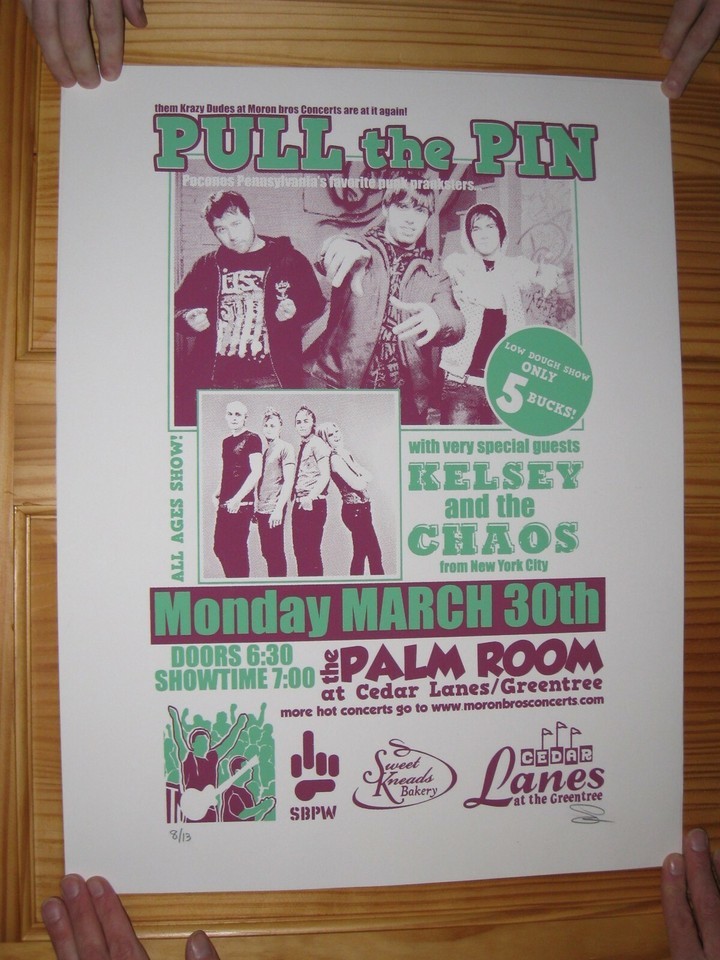 them Krazy Dudes at Moron bros Concerts are at it again!
PULL the PIN
Poconos Pennsylvania's favorite punk pranksters...
LOW DOUGH SHOW
ONLY
5 BUCKS!
ALL AGES SHOW!
with very special guests
KELSEY
and the
CHAOS
from New York City
Monday MARCH 30th
DOORS 6:30
SHOWTIME 7:00
the PALM ROOM
at Cedar Lanes/Greentree
more hot concerts go to www.moronbrosconcerts.com
SBPW
Sweet
Kneads
Bakery
CEDAR
Lanes
at the Greentree
8/13